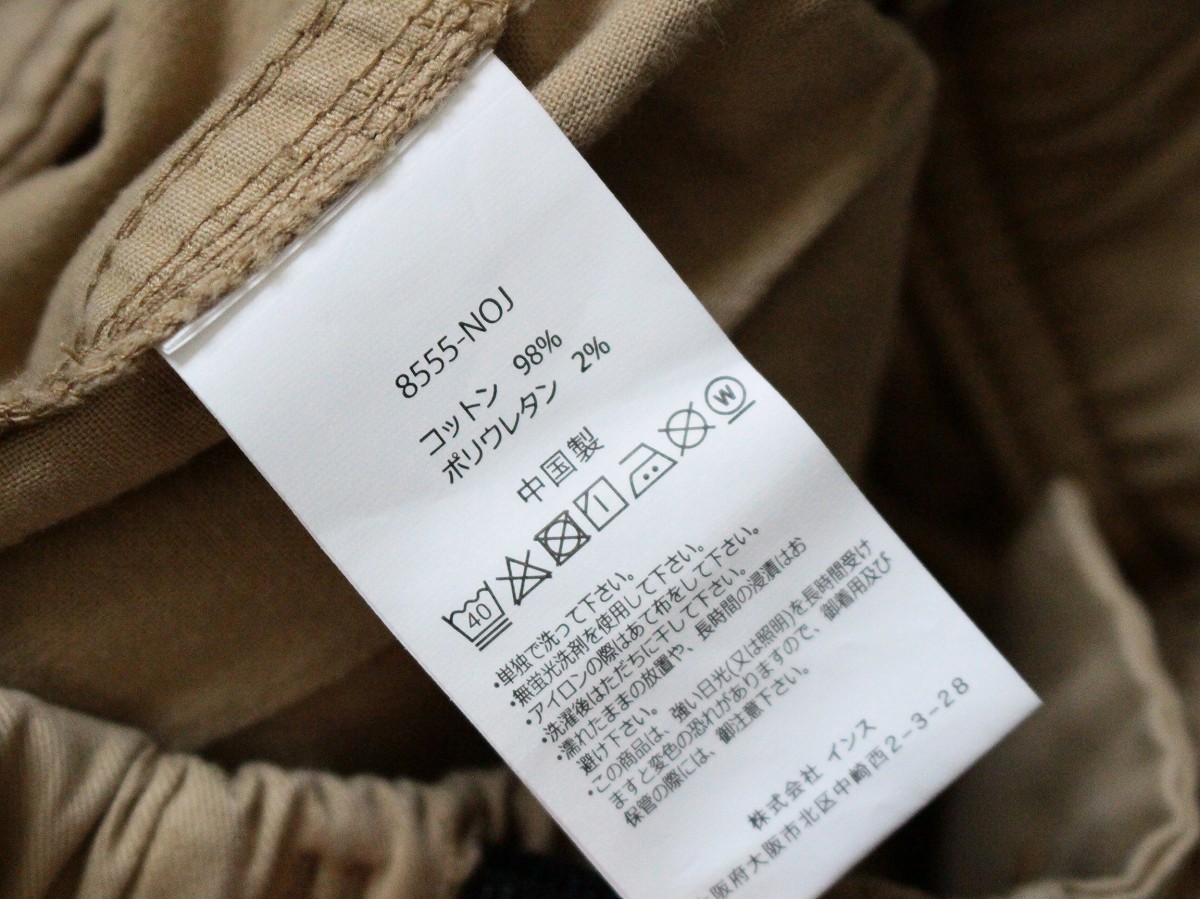 8555-NOJ
コットン 98%
ポリウレタン 2%
中国製
40 W
・単独で洗って下さい。
・無蛍光洗剤を使用して下さい。
・アイロンの際はあて布をして下さい。
・洗濯後はただちに干して下さい。
・濡れたままの放置や、長時間の浸漬はお
避け下さい。
・この商品は、強い日光(又は照明)を長時間受け
ますと変色の恐れがありますので、御着用及び
保管の際には、御注意下さい。
株式会社 インス
大阪府大阪市北区中崎西2-3-28